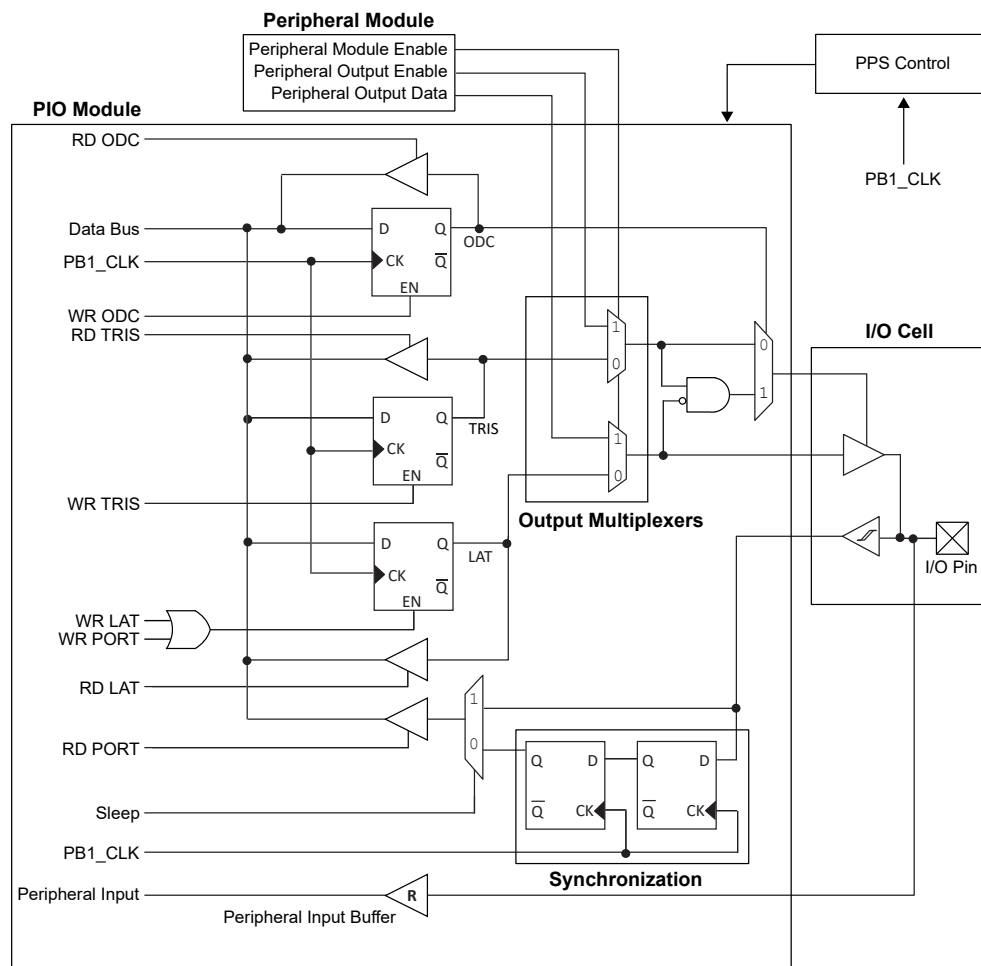 Peripheral Module
Peripheral Module Enable
Peripheral Output Enable
Peripheral Output Data
PPS Control
PB1_CLK
PIO Module
RD ODC
Data Bus
D
Q
ODC
PB1_CLK
CK
Q
EN
WR ODC
RD TRIS
1
0
0
1
I/O Cell
D
Q
TRIS
CK
Q
EN
1
0
WR TRIS
Output Multiplexers
D
Q
LAT
CK
Q
EN
I/O Pin
WR LAT
WR PORT
RD LAT
1
0
RD PORT
Q
D
Q
D
Q
CK
Q
CK
Sleep
PB1_CLK
Synchronization
Peripheral Input
R
Peripheral Input Buffer